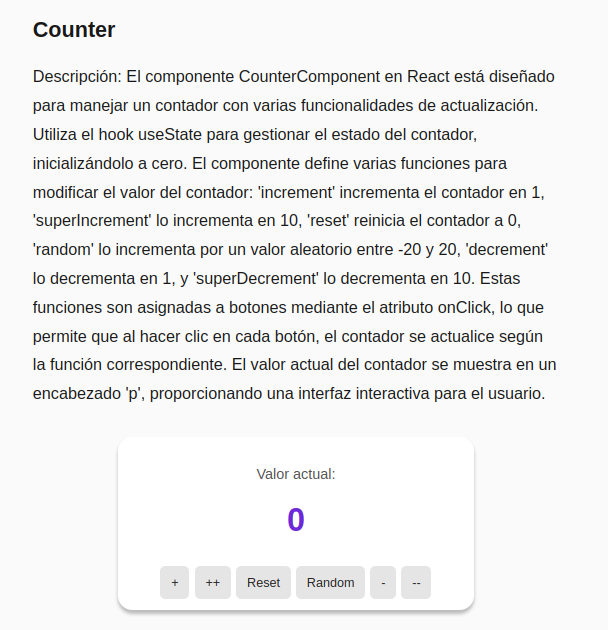 Counter
Descripción: El componente CounterComponent en React está diseñado
para manejar un contador con varias funcionalidades de actualización.
Utiliza el hook useState para gestionar el estado del contador,
inicializándolo a cero. El componente define varias funciones para
modificar el valor del contador: 'increment' incrementa el contador en 1,
'superIncrement' lo incrementa en 10, 'reset' reinicia el contador a 0,
'random' lo incrementa por un valor aleatorio entre -20 y 20, 'decrement'
lo decrementa en 1, y 'superDecrement' lo decrementa en 10. Estas
funciones son asignadas a botones mediante el atributo onClick, lo que
permite que al hacer clic en cada botón, el contador se actualice según
la función correspondiente. El valor actual del contador se muestra en un
encabezado 'p', proporcionando una interfaz interactiva para el usuario.
Valor actual:
0
+ ++ Reset Random - --